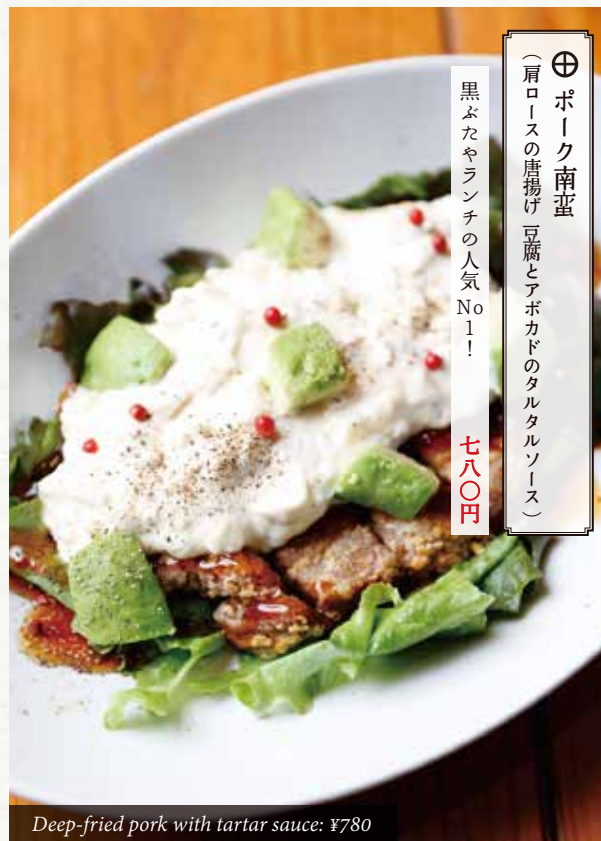 ⊕ ポーク南蛮
（肩ロースの唐揚げ 豆腐とアボカドのタルタルソース）
黒ぶたやランチの人気No1！
七八〇円
Deep-fried pork with tartar sauce: ¥780